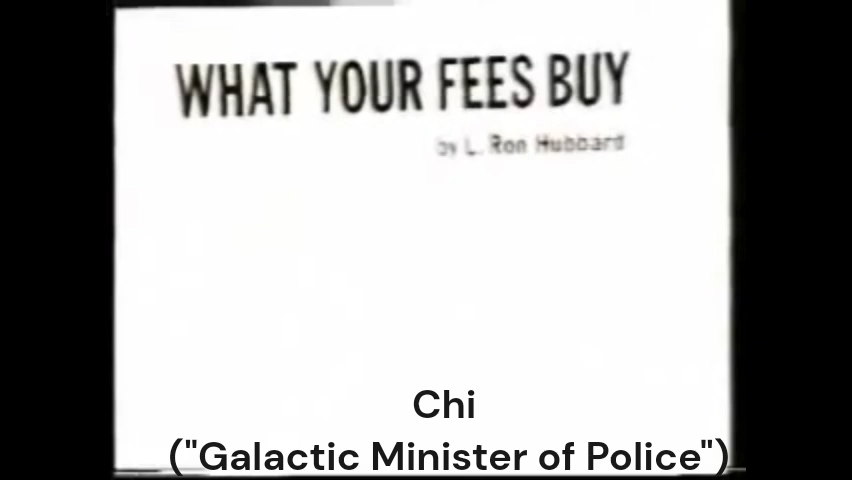 WHAT YOUR FEES BUY
by L. Ron Hubbard
Chi
("Galactic Minister of Police")